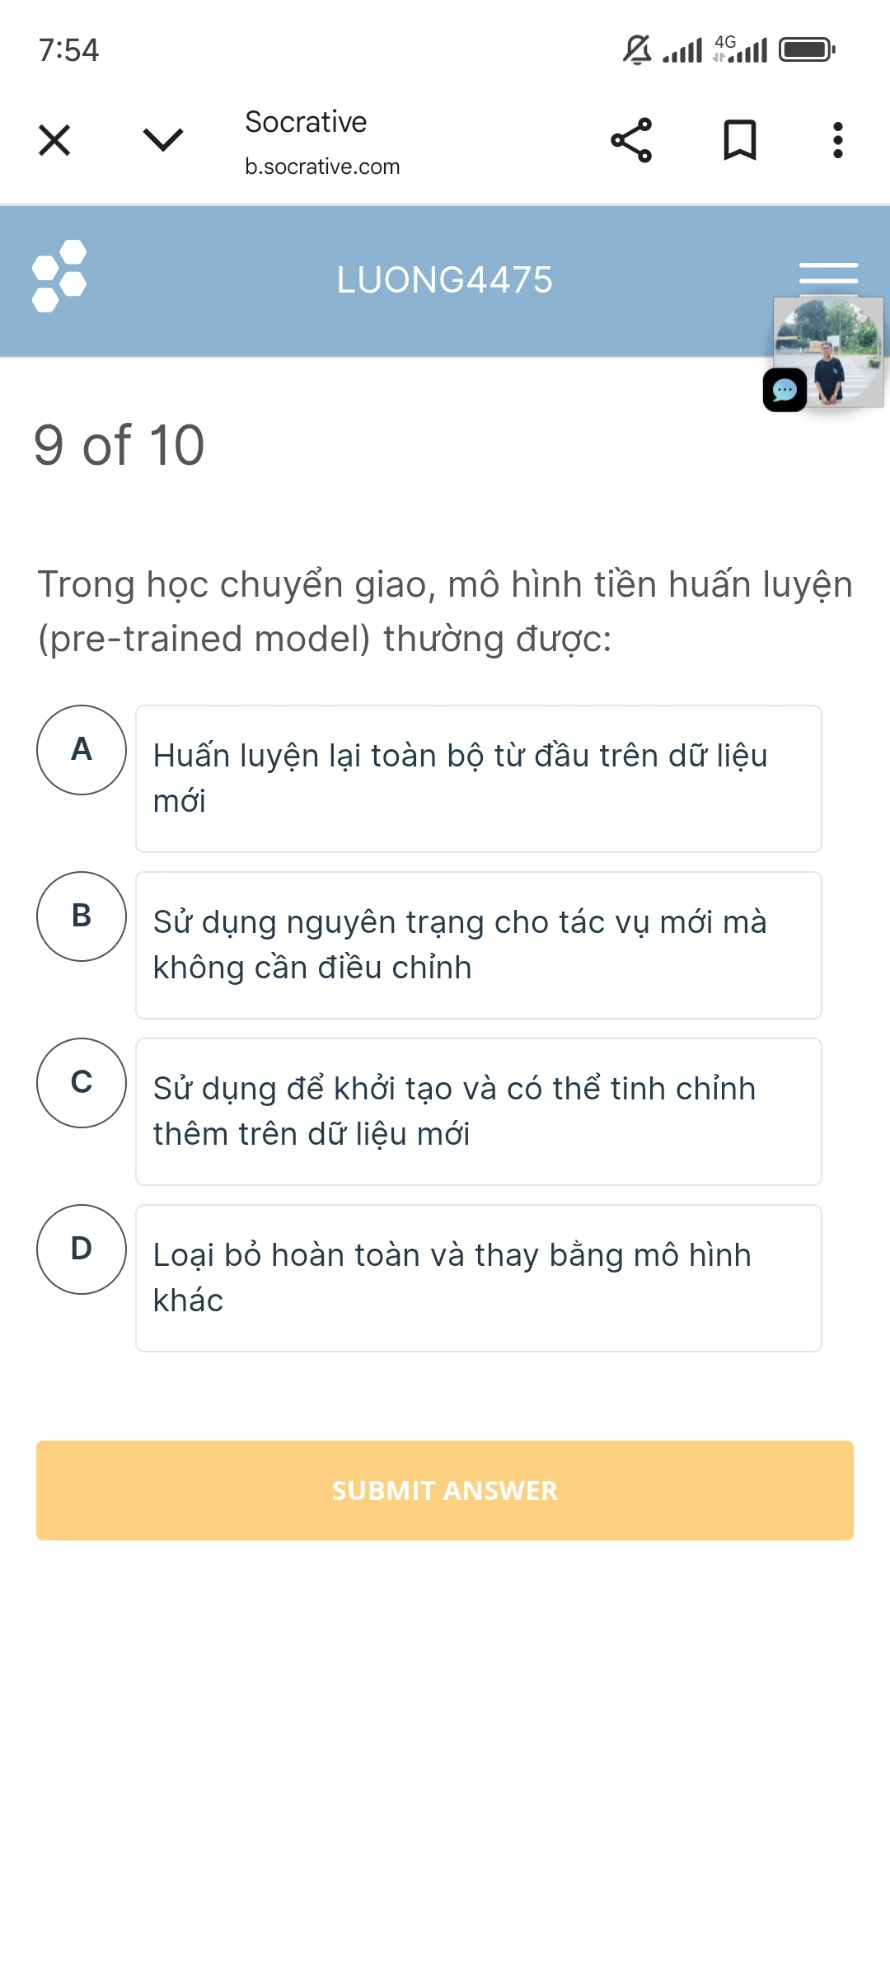 7:54
4G
Socrative
b.socrative.com
LUONG4475
9 of 10
Trong học chuyển giao, mô hình tiền huấn luyện
(pre-trained model) thường được:
A
Huấn luyện lại toàn bộ từ đầu trên dữ liệu
mới
B
Sử dụng nguyên trạng cho tác vụ mới mà
không cần điều chỉnh
C
Sử dụng để khởi tạo và có thể tinh chỉnh
thêm trên dữ liệu mới
D
Loại bỏ hoàn toàn và thay bằng mô hình
khác
SUBMIT ANSWER